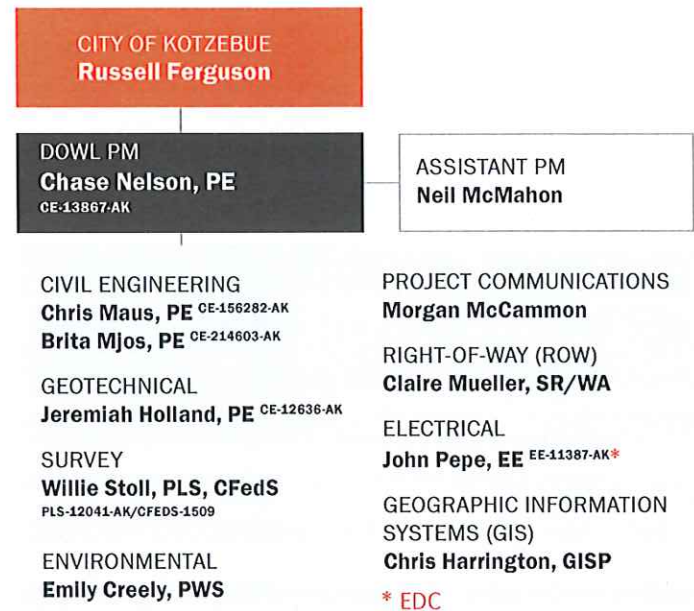 CITY OF KOTZEBUE
Russell Ferguson
DOWL PM
Chase Nelson, PE
CE-13867-AK
ASSISTANT PM
Neil McMahon
CIVIL ENGINEERING
Chris Maus, PE CE-156282-AK
Brita Mjos, PE CE-214603-AK
GEOTECHNICAL
Jeremiah Holland, PE CE-12636-AK
SURVEY
Willie Stoll, PLS, CFedS
PLS-12041-AK/CFEDS-1509
ENVIRONMENTAL
Emily Creely, PWS
PROJECT COMMUNICATIONS
Morgan McCammon
RIGHT-OF-WAY (ROW)
Claire Mueller, SR/WA
ELECTRICAL
John Pepe, EE EE-11387-AK*
GEOGRAPHIC INFORMATION
SYSTEMS (GIS)
Chris Harrington, GISP
* EDC